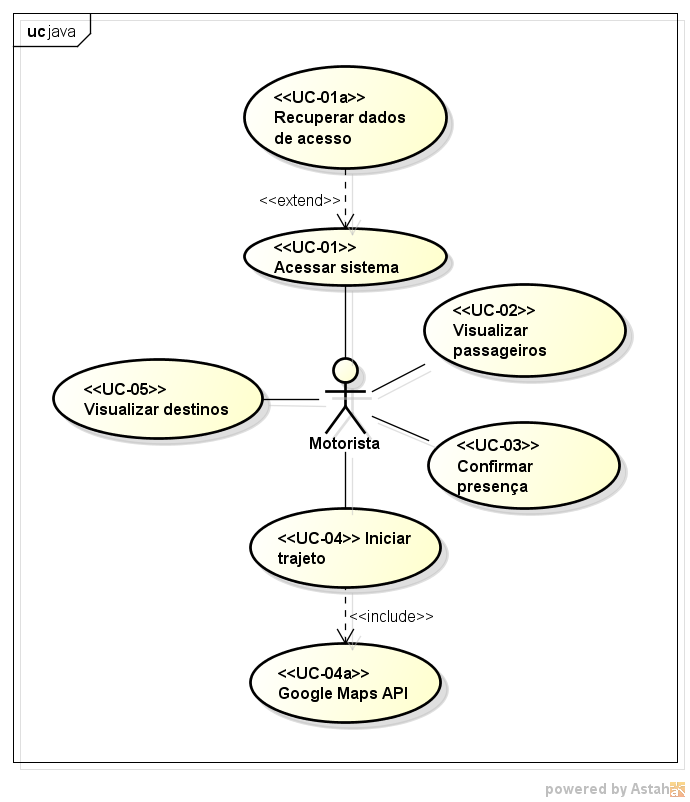 uc java
<<UC-01a>>
Recuperar dados
de acesso
<<extend>>
<<UC-01>>
Acessar sistema
<<UC-02>>
Visualizar
passageiros
<<UC-05>>
Visualizar destinos
Motorista
<<UC-03>>
Confirmar
presença
<<UC-04>> Iniciar
trajeto
<<include>>
<<UC-04a>>
Google Maps API
powered by Astah